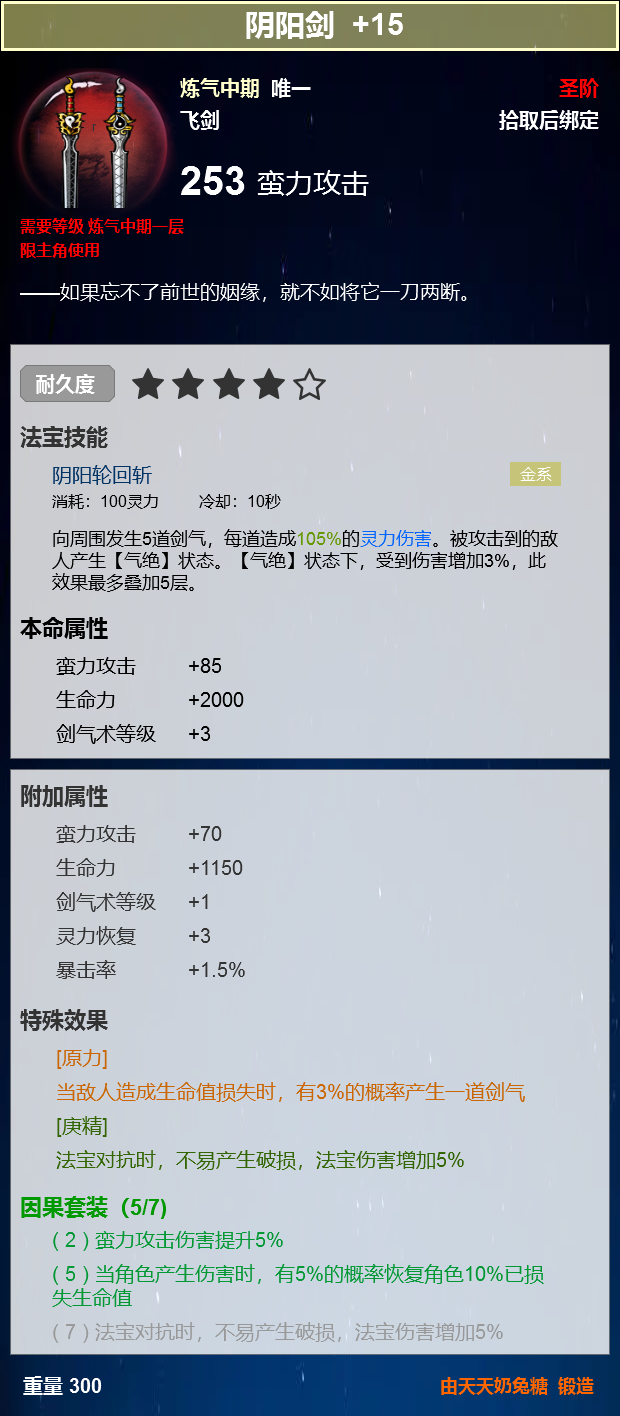 阴阳剑 +15
炼气中期 唯一 圣阶
飞剑 拾取后绑定
253 蛮力攻击
需要等级 炼气中期一层
限主角使用
——如果忘不了前世的姻缘，就不如将它一刀两断。
耐久度
法宝技能
阴阳轮回斩 金系
消耗：100灵力 冷却：10秒
向周围发生5道剑气，每道造成105%的灵力伤害。被攻击到的敌
人产生【气绝】状态。【气绝】状态下，受到伤害增加3%，此
效果最多叠加5层。
本命属性
蛮力攻击 +85
生命力 +2000
剑气术等级 +3
附加属性
蛮力攻击 +70
生命力 +1150
剑气术等级 +1
灵力恢复 +3
暴击率 +1.5%
特殊效果
[原力]
当敌人造成生命值损失时，有3%的概率产生一道剑气
[庚精]
法宝对抗时，不易产生破损，法宝伤害增加5%
因果套装（5/7)
( 2 ) 蛮力攻击伤害提升5%
( 5 ) 当角色产生伤害时，有5%的概率恢复角色10%已损
失生命值
( 7 ) 法宝对抗时，不易产生破损，法宝伤害增加5%
重量 300 由天天奶兔糖 锻造